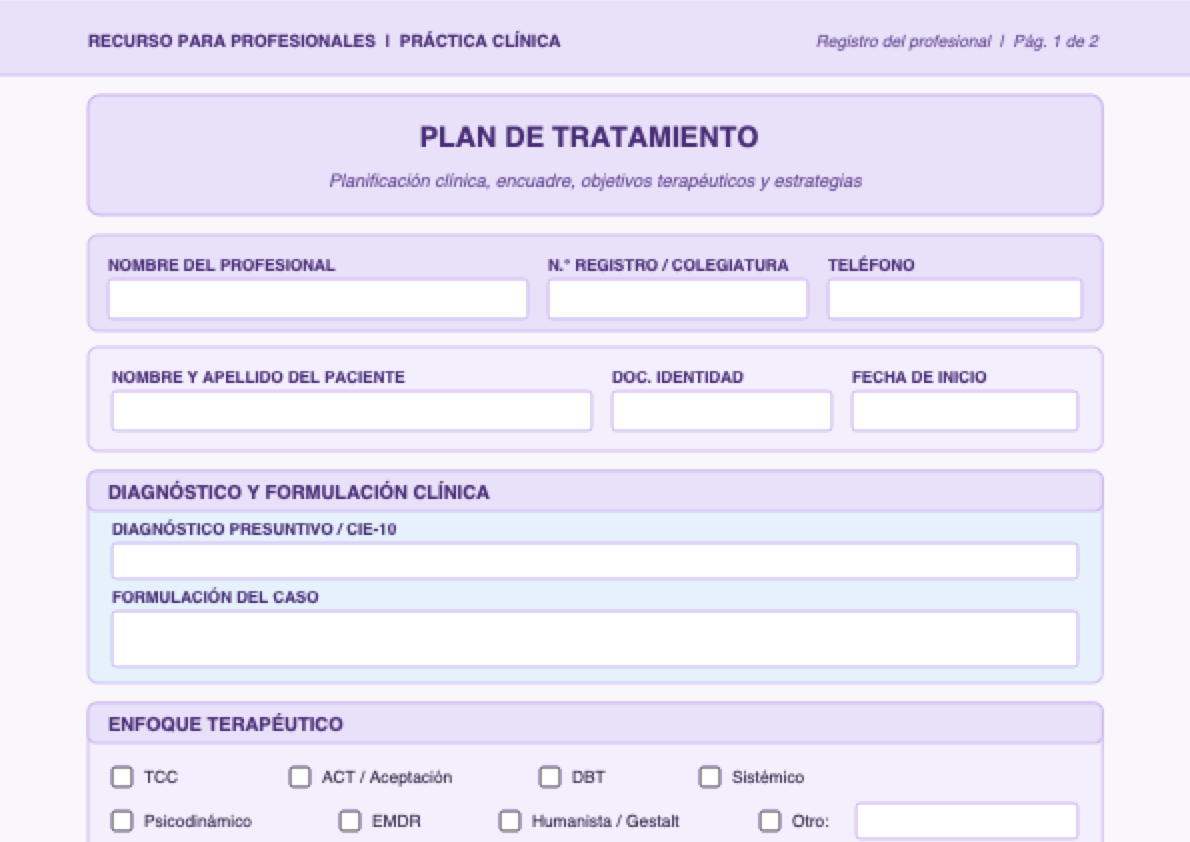 RECURSO PARA PROFESIONALES | PRÁCTICA CLÍNICA
Registro del profesional | Pág. 1 de 2
PLAN DE TRATAMIENTO
Planificación clínica, encuadre, objetivos terapéuticos y estrategias
NOMBRE DEL PROFESIONAL N.° REGISTRO / COLEGIATURA TELÉFONO
NOMBRE Y APELLIDO DEL PACIENTE DOC. IDENTIDAD FECHA DE INICIO
DIAGNÓSTICO Y FORMULACIÓN CLÍNICA
DIAGNÓSTICO PRESUNTIVO / CIE-10
FORMULACIÓN DEL CASO
ENFOQUE TERAPÉUTICO
TCC ACT / Aceptación DBT Sistémico
Psicodinámico EMDR Humanista / Gestalt Otro: